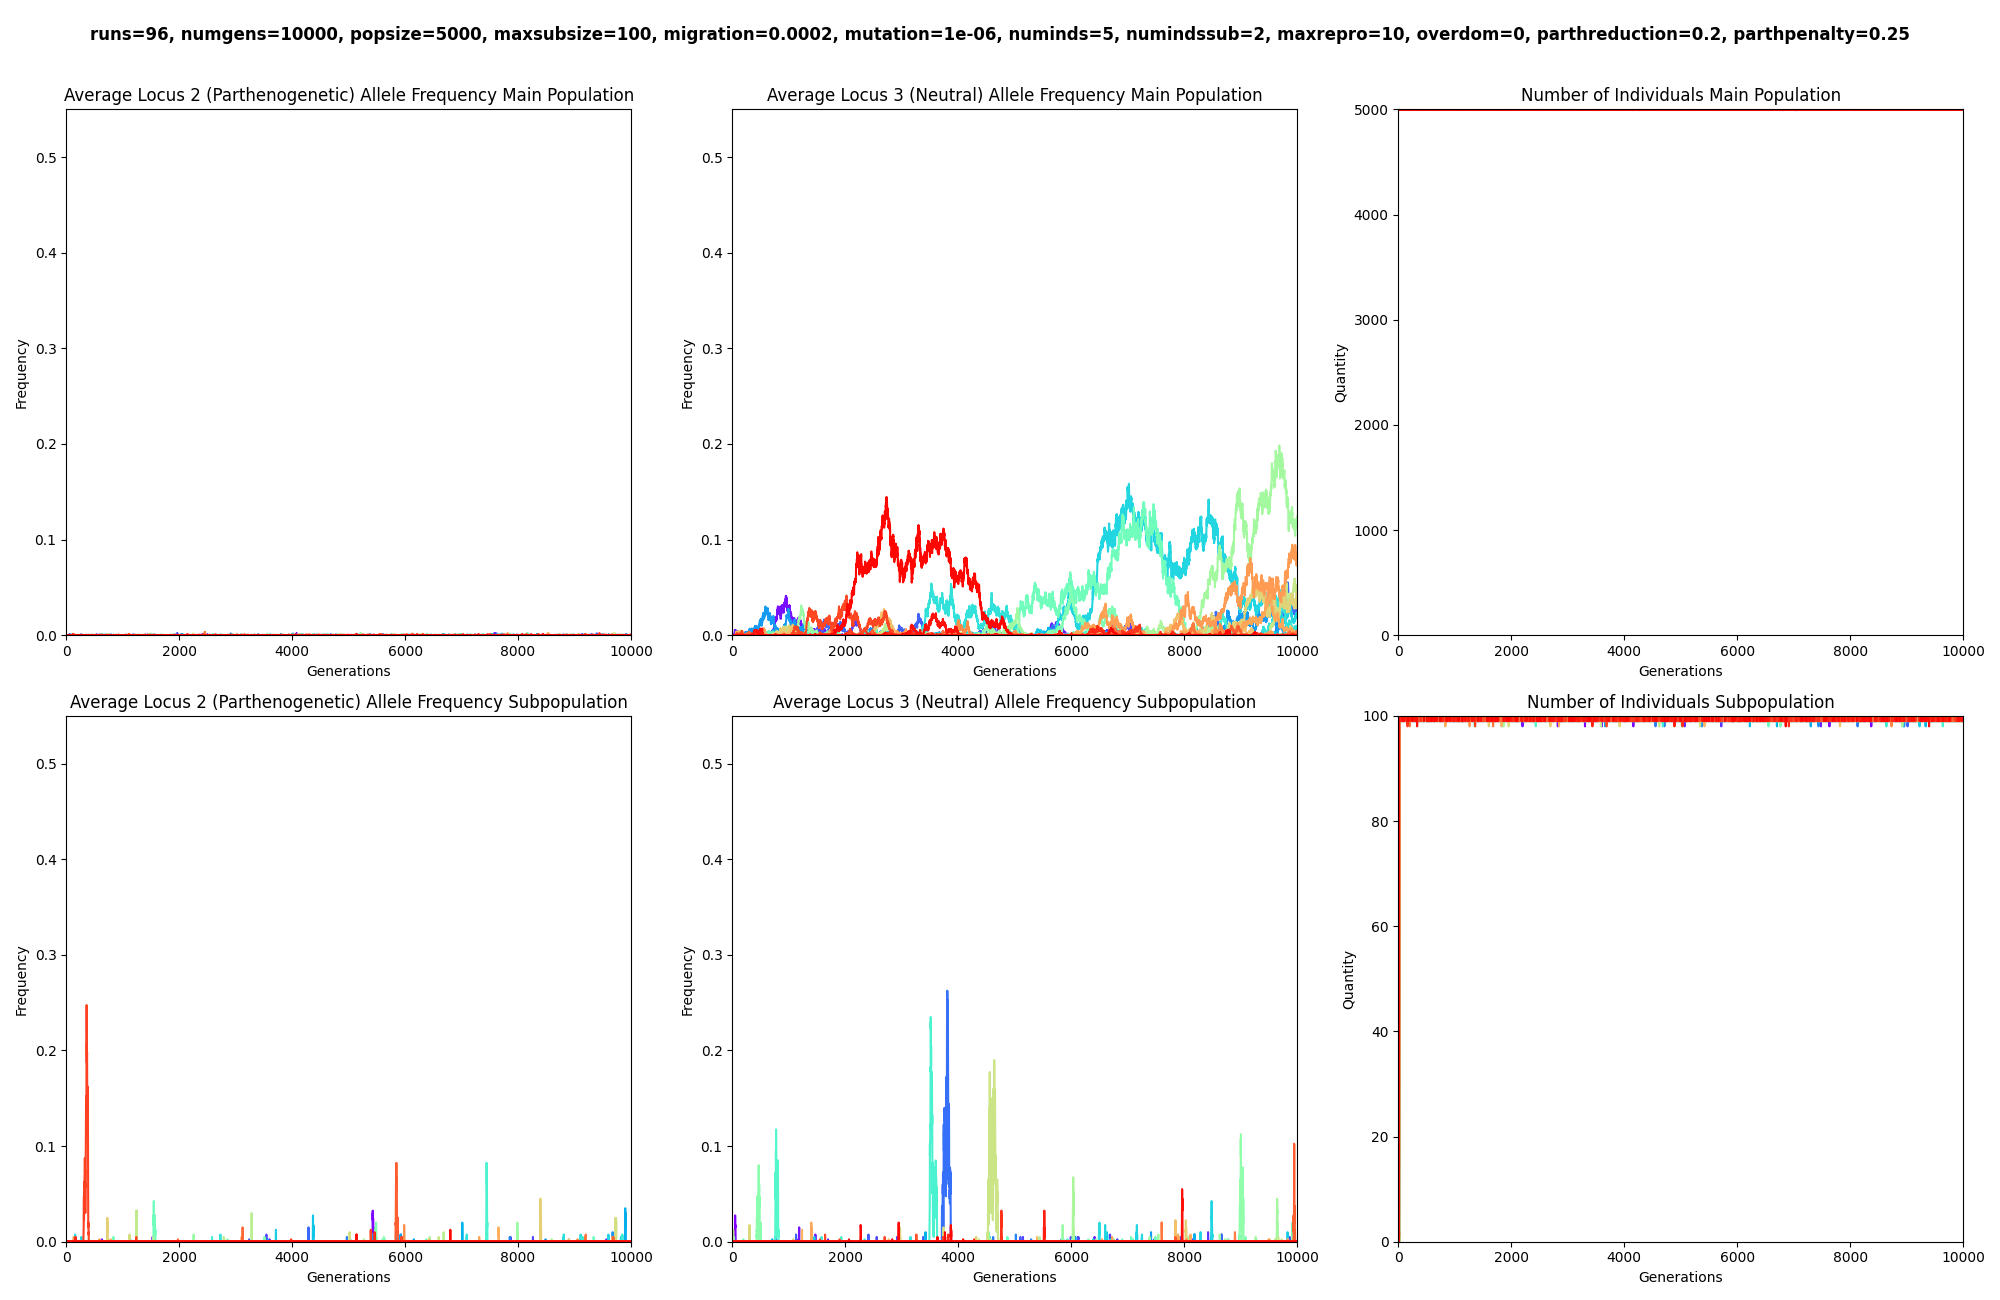 runs=96, numgens=10000, popsize=5000, maxsubsize=100, migration=0.0002, mutation=1e-06, numinds=5, numindssub=2, maxrepro=10, overdom=0, parthreduction=0.2, parthpenalty=0.25
Average Locus 2 (Parthenogenetic) Allele Frequency Main Population
0.5
0.4
0.3
0.2
0.1
0.0
Frequency
0 2000 4000 6000 8000 10000
Generations
Average Locus 3 (Neutral) Allele Frequency Main Population
0.5
0.4
0.3
0.2
0.1
0.0
Frequency
0 2000 4000 6000 8000 10000
Generations
Number of Individuals Main Population
5000
4000
3000
2000
1000
0
Quantity
0 2000 4000 6000 8000 10000
Generations
Average Locus 2 (Parthenogenetic) Allele Frequency Subpopulation
0.5
0.4
0.3
0.2
0.1
0.0
Frequency
0 2000 4000 6000 8000 10000
Generations
Average Locus 3 (Neutral) Allele Frequency Subpopulation
0.5
0.4
0.3
0.2
0.1
0.0
Frequency
0 2000 4000 6000 8000 10000
Generations
Number of Individuals Subpopulation
100
80
60
40
20
0
Quantity
0 2000 4000 6000 8000 10000
Generations